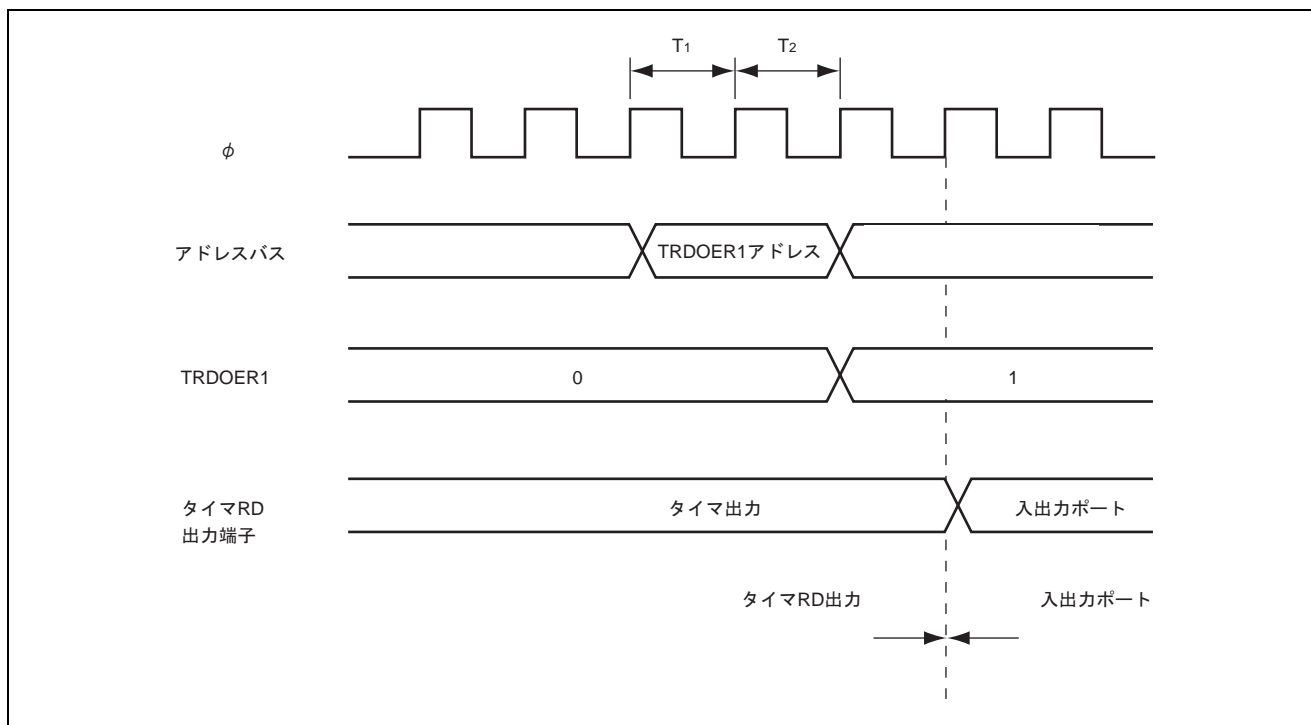 T1 T2
φ
アドレスバス TRDOER1アドレス
TRDOER1 0 1
タイマRD
出力端子 タイマ出力 入出力ポート
タイマRD出力 入出力ポート